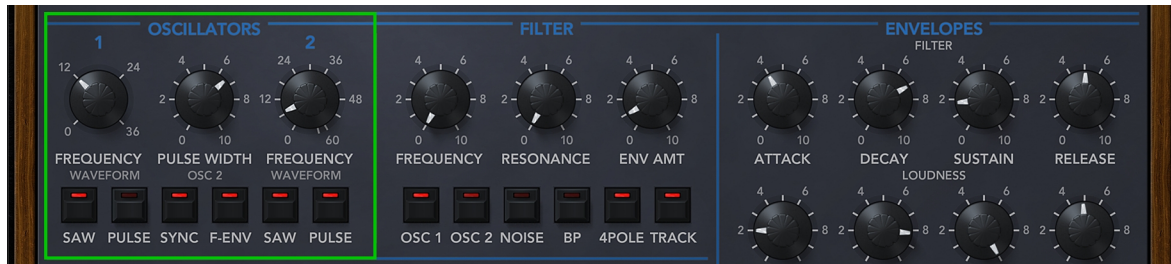 OSCILLATORS FILTER ENVELOPES
1 2 FILTER
12 24 4 6 24 36 4 6 4 6 4 6 4 6 4 6 4 6 4 6
2 8 12 48 2 8 2 8 2 8 2 8 2 8 2 8 2 8
0 36 0 10 0 60 0 10 0 10 0 10 0 10 0 10 0 10 0 10
FREQUENCY PULSE WIDTH FREQUENCY FREQUENCY RESONANCE ENV AMT ATTACK DECAY SUSTAIN RELEASE
WAVEFORM OSC 2 WAVEFORM LOUDNESS
4 6 4 6 4 6 4 6
2 8 2 8 2 8 2 8
SAW PULSE SYNC F-ENV SAW PULSE OSC 1 OSC 2 NOISE BP 4POLE TRACK